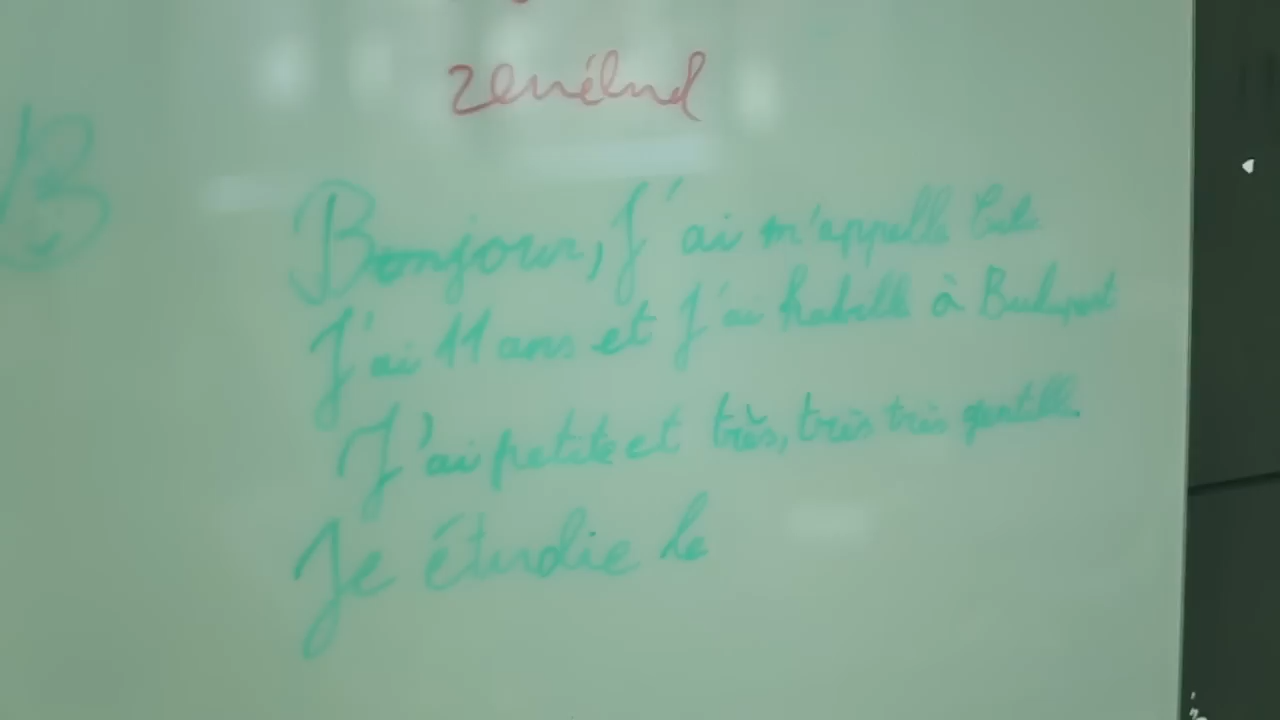 B
Bonjour, J'ai m'appelle
J'ai 11 ans et J'ai habille à Budapest
J'ai petite et très, très très gentille
Je étudie le